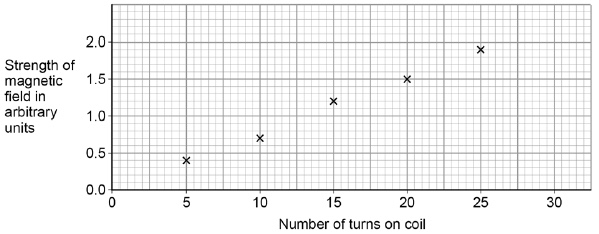 Strength of
magnetic
field in
arbitrary
units
2.0
1.5
1.0
0.5
0.0
0 5 10 15 20 25 30
Number of turns on coil